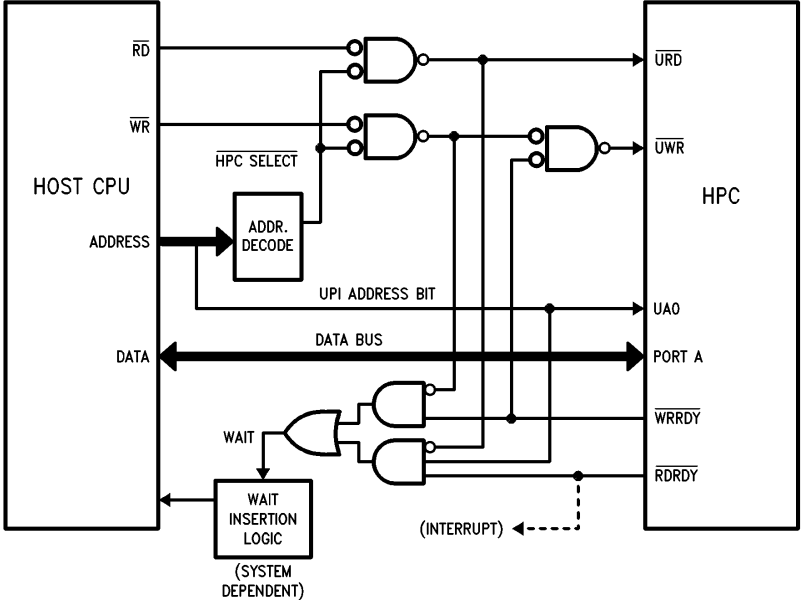 RD
URD
WR
HPC SELECT
UWR
HOST CPU
HPC
ADDRESS
ADDR.
DECODE
UPI ADDRESS BIT
UA0
DATA BUS
DATA
PORT A
WRRDY
WAIT
RDRDY
WAIT
INSERTION
LOGIC
(INTERRUPT)
(SYSTEM
DEPENDENT)